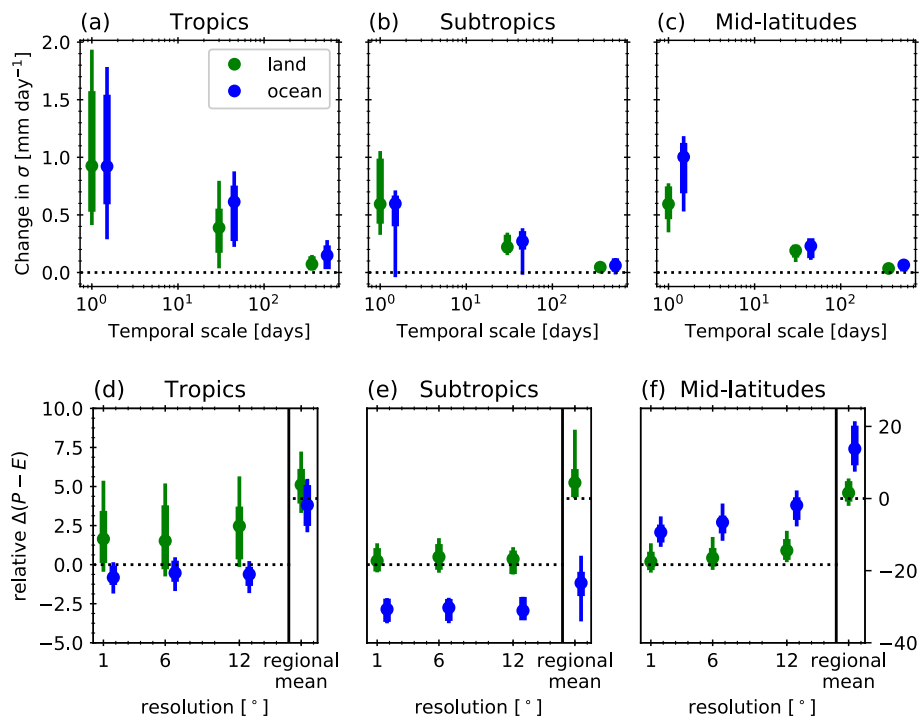 (a) Tropics
(b) Subtropics
(c) Mid-latitudes
Change in σ [mm day⁻¹]
2.0
1.5
1.0
0.5
0.0
land
ocean
10⁰ 10¹ 10²
10⁰ 10¹ 10²
10⁰ 10¹ 10²
Temporal scale [days]
Temporal scale [days]
Temporal scale [days]
(d) Tropics
(e) Subtropics
(f) Mid-latitudes
relative Δ(P − E)
10.0
7.5
5.0
2.5
0.0
−2.5
−5.0
20
0
−20
−40
1 6 12 regional
mean
1 6 12 regional
mean
1 6 12 regional
mean
resolution [°]
resolution [°]
resolution [°]